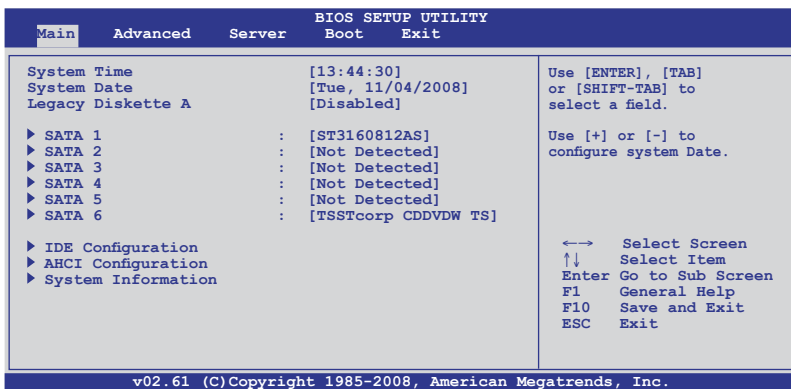 BIOS SETUP UTILITY
Main Advanced Server Boot Exit
System Time [13:44:30]
System Date [Tue, 11/04/2008]
Legacy Diskette A [Disabled]
SATA 1 : [ST3160812AS]
SATA 2 : [Not Detected]
SATA 3 : [Not Detected]
SATA 4 : [Not Detected]
SATA 5 : [Not Detected]
SATA 6 : [TSSTcorp CDDVDW TS]
IDE Configuration
AHCI Configuration
System Information
Use [ENTER], [TAB]
or [SHIFT-TAB] to
select a field.
Use [+] or [-] to
configure system Date.
←→ Select Screen
↑↓ Select Item
Enter Go to Sub Screen
F1 General Help
F10 Save and Exit
ESC Exit
v02.61 (C)Copyright 1985-2008, American Megatrends, Inc.